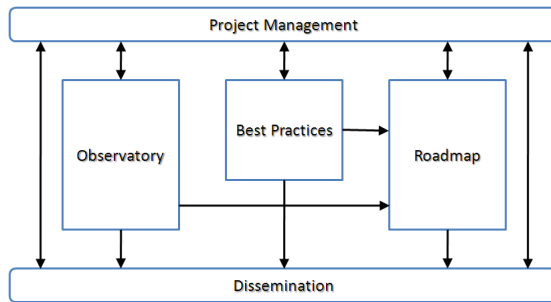 Project Management
Best Practices
Observatory
Roadmap
Dissemination